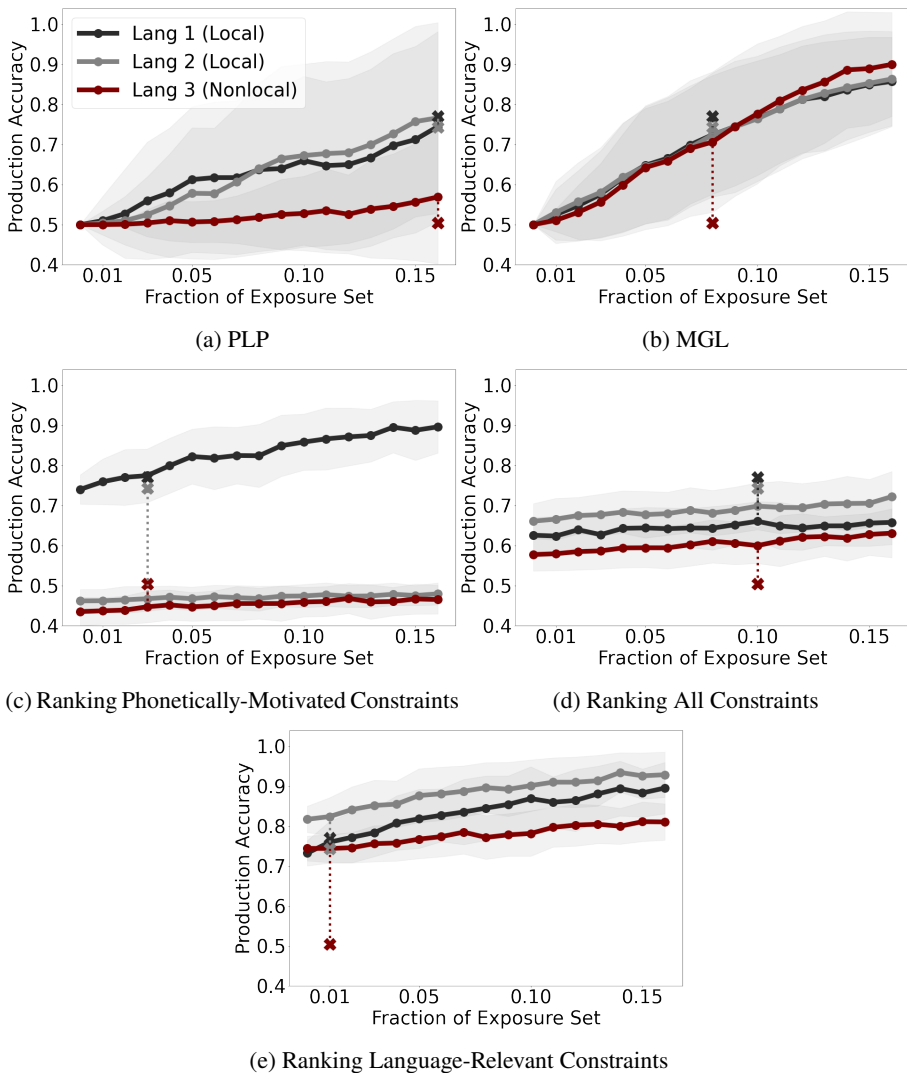 1.0
0.9
0.8
0.7
0.6
0.5
0.4
Production Accuracy
Lang 1 (Local)
Lang 2 (Local)
Lang 3 (Nonlocal)
0.01 0.05 0.10 0.15
Fraction of Exposure Set
(a) PLP
1.0
0.9
0.8
0.7
0.6
0.5
0.4
Production Accuracy
0.01 0.05 0.10 0.15
Fraction of Exposure Set
(b) MGL
1.0
0.9
0.8
0.7
0.6
0.5
0.4
Production Accuracy
0.01 0.05 0.10 0.15
Fraction of Exposure Set
(c) Ranking Phonetically-Motivated Constraints
1.0
0.9
0.8
0.7
0.6
0.5
0.4
Production Accuracy
0.01 0.05 0.10 0.15
Fraction of Exposure Set
(d) Ranking All Constraints
1.0
0.9
0.8
0.7
0.6
0.5
0.4
Production Accuracy
0.01 0.05 0.10 0.15
Fraction of Exposure Set
(e) Ranking Language-Relevant Constraints